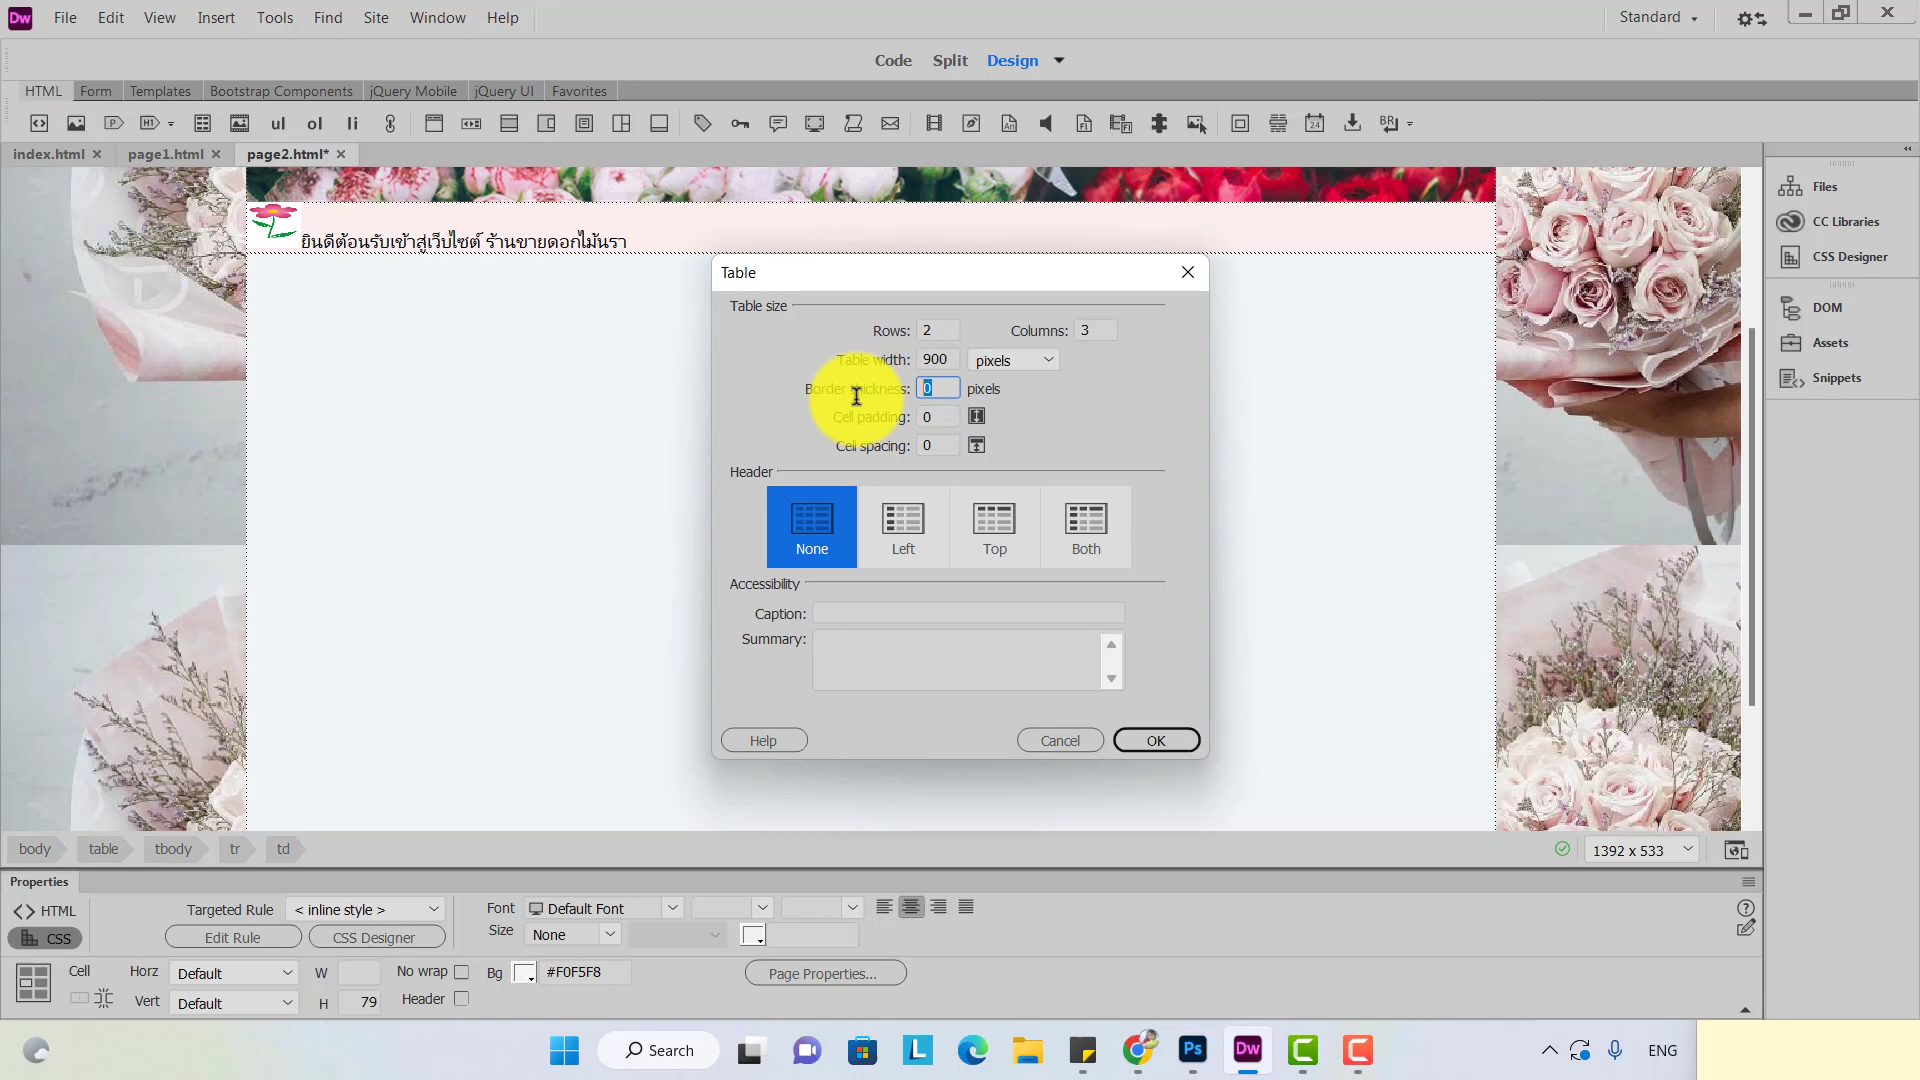 Dw File Edit View Insert Tools Find Site Window Help Standard
Code Split Design
HTML Form Templates Bootstrap Components jQuery Mobile jQuery UI Favorites
index.html page1.html page2.html*
ยินดีต้อนรับเข้าสู่เว็บไซต์ ร้านขายดอกไม้นรา
Table
Table size
Rows: 2 Columns: 3
Table width: 900 pixels
Border thickness: 0 pixels
Cell padding: 0
Cell spacing: 0
Header
None Left Top Both
Accessibility
Caption:
Summary:
Help Cancel OK
Files
CC Libraries
CSS Designer
DOM
Assets
Snippets
body table tbody tr td 1392 x 533
Properties
HTML Targeted Rule < inline style > Font Default Font
CSS Edit Rule CSS Designer Size None
Cell Horz Default W No wrap Bg #F0F5F8 Page Properties...
Vert Default H 79 Header
Search ENG